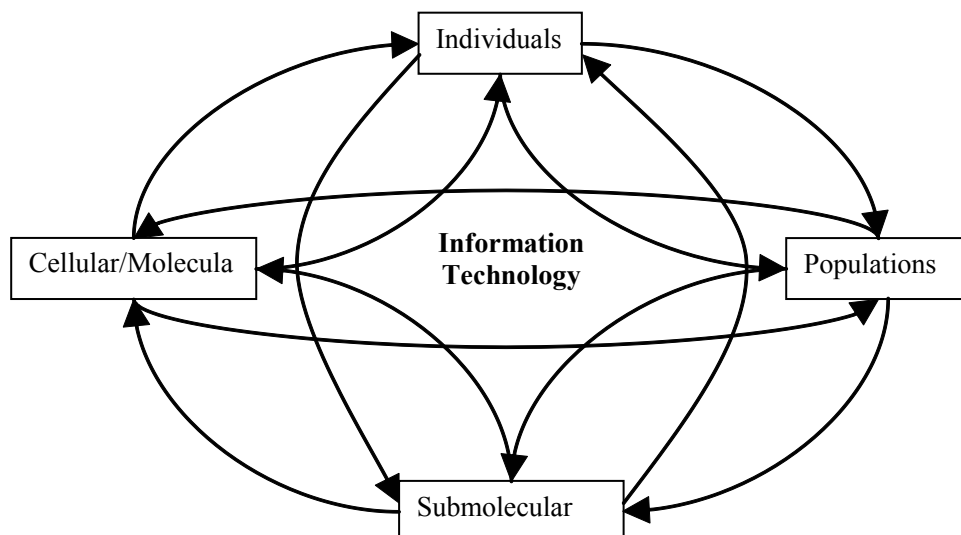 Individuals
Information
Technology
Cellular/Molecula
Populations
Submolecular